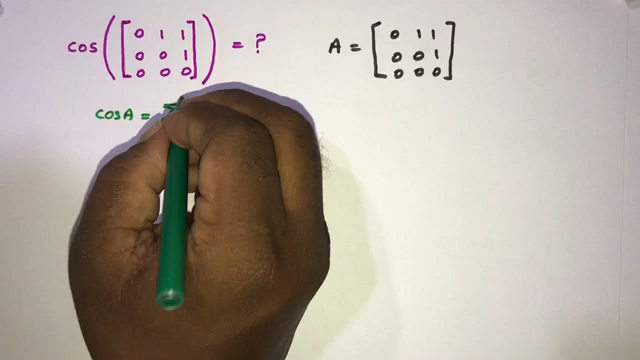 cos([0 1 1
0 0 1
0 0 0]) = ?
A = [0 1 1
0 0 1
0 0 0]
cosA =